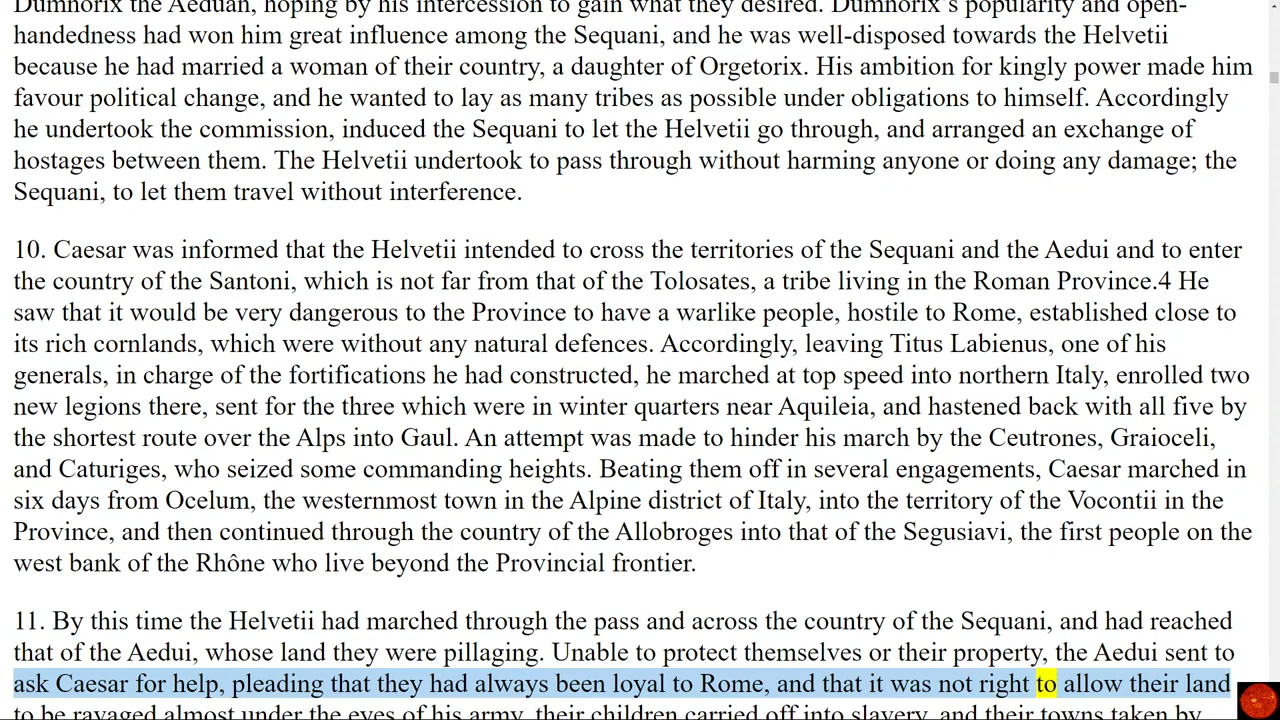 Dumnorix the Aeduan, hoping by his intercession to gain what they desired. Dumnorix's popularity and open-
handedness had won him great influence among the Sequani, and he was well-disposed towards the Helvetii
because he had married a woman of their country, a daughter of Orgetorix. His ambition for kingly power made him
favour political change, and he wanted to lay as many tribes as possible under obligations to himself. Accordingly
he undertook the commission, induced the Sequani to let the Helvetii go through, and arranged an exchange of
hostages between them. The Helvetii undertook to pass through without harming anyone or doing any damage; the
Sequani, to let them travel without interference.
10. Caesar was informed that the Helvetii intended to cross the territories of the Sequani and the Aedui and to enter
the country of the Santoni, which is not far from that of the Tolosates, a tribe living in the Roman Province.4 He
saw that it would be very dangerous to the Province to have a warlike people, hostile to Rome, established close to
its rich cornlands, which were without any natural defences. Accordingly, leaving Titus Labienus, one of his
generals, in charge of the fortifications he had constructed, he marched at top speed into northern Italy, enrolled two
new legions there, sent for the three which were in winter quarters near Aquileia, and hastened back with all five by
the shortest route over the Alps into Gaul. An attempt was made to hinder his march by the Ceutrones, Graioceli,
and Caturiges, who seized some commanding heights. Beating them off in several engagements, Caesar marched in
six days from Ocelum, the westernmost town in the Alpine district of Italy, into the territory of the Vocontii in the
Province, and then continued through the country of the Allobroges into that of the Segusiavi, the first people on the
west bank of the Rhône who live beyond the Provincial frontier.
11. By this time the Helvetii had marched through the pass and across the country of the Sequani, and had reached
that of the Aedui, whose land they were pillaging. Unable to protect themselves or their property, the Aedui sent to
ask Caesar for help, pleading that they had always been loyal to Rome, and that it was not right to allow their land
to be ravaged almost under the eyes of his army, their children carried off into slavery, and their towns taken by